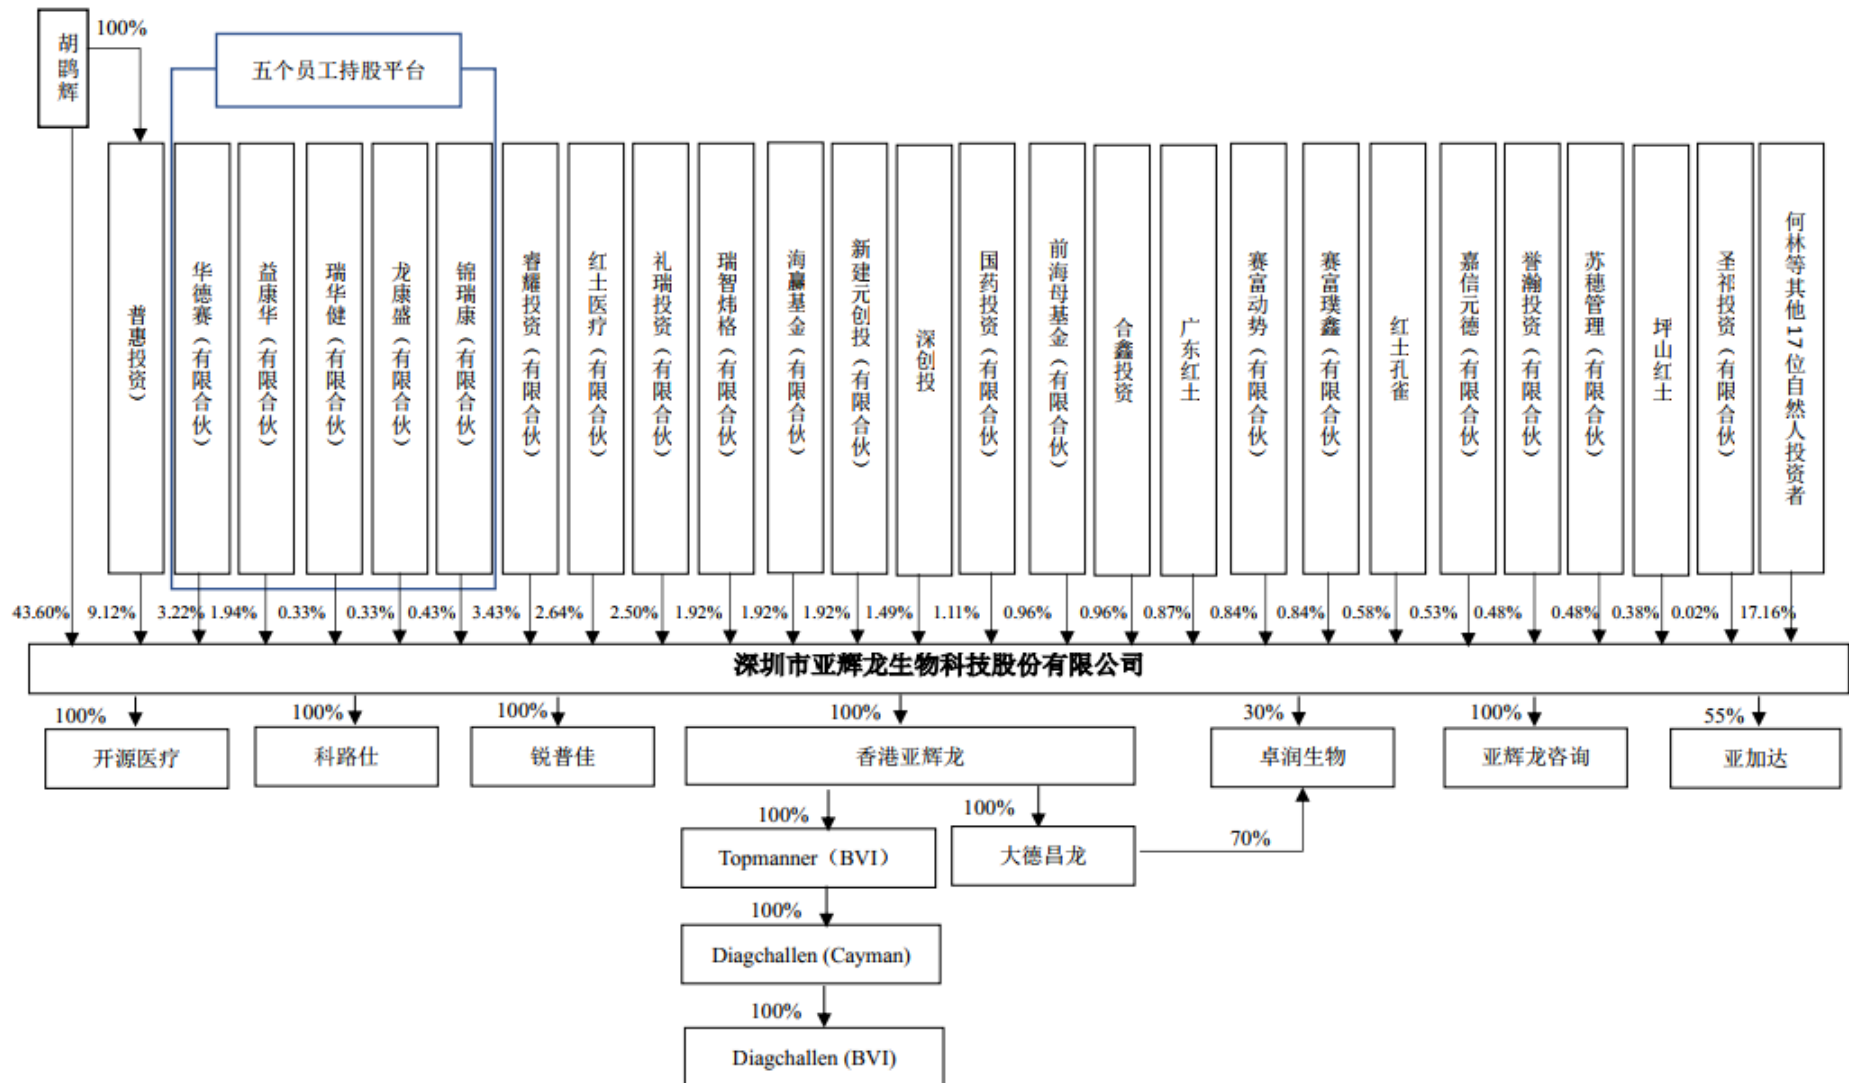 胡鹍辉
100%
五个员工持股平台
普惠投资）
华德赛（有限合伙）
益康华（有限合伙）
瑞华健（有限合伙）
龙康盛（有限合伙）
锦瑞康（有限合伙）
睿耀投资（有限合伙）
红土医疗（有限合伙）
礼瑞投资（有限合伙）
瑞智炜格（有限合伙）
海赢基金（有限合伙）
新建元创投（有限合伙）
深创投
国药投资（有限合伙）
前海母基金（有限合伙）
合鑫投资
广东红土
赛富动势（有限合伙）
赛富璞鑫（有限合伙）
红土孔雀
嘉信元德（有限合伙）
誉瀚投资（有限合伙）
苏穗管理（有限合伙）
坪山红土
圣祁投资（有限合伙）
何林等其他17位自然人投资者
43.60%
9.12%
3.22%
1.94%
0.33%
0.33%
0.43%
3.43%
2.64%
2.50%
1.92%
1.92%
1.92%
1.49%
1.11%
0.96%
0.96%
0.87%
0.84%
0.84%
0.58%
0.53%
0.48%
0.48%
0.38%
0.02%
17.16%
深圳市亚辉龙生物科技股份有限公司
100%
100%
100%
100%
30%
100%
55%
开源医疗
科路仕
锐普佳
香港亚辉龙
卓润生物
亚辉龙咨询
亚加达
100%
100%
70%
Topmanner（BVI）
大德昌龙
100%
Diagchallen (Cayman)
100%
Diagchallen (BVI)